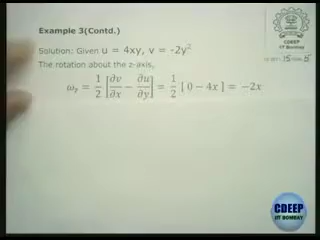 Example 3(Contd.)
CDEEP
IIT Bombay
Solution: Given u = 4xy, v = -2y²
The rotation about the z-axis,
ω_z = 1/2 [∂v/∂x − ∂u/∂y] = 1/2 [ 0 − 4x ] = −2x
CDEEP
IIT BOMBAY